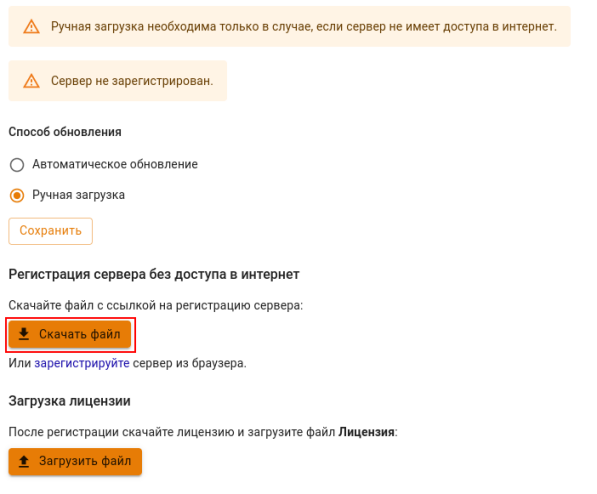 Ручная загрузка необходима только в случае, если сервер не имеет доступа в интернет.
Сервер не зарегистрирован.
Способ обновления
Автоматическое обновление
Ручная загрузка
Сохранить
Регистрация сервера без доступа в интернет
Скачайте файл с ссылкой на регистрацию сервера:
Скачать файл
Или зарегистрируйте сервер из браузера.
Загрузка лицензии
После регистрации скачайте лицензию и загрузите файл Лицензия:
Загрузить файл